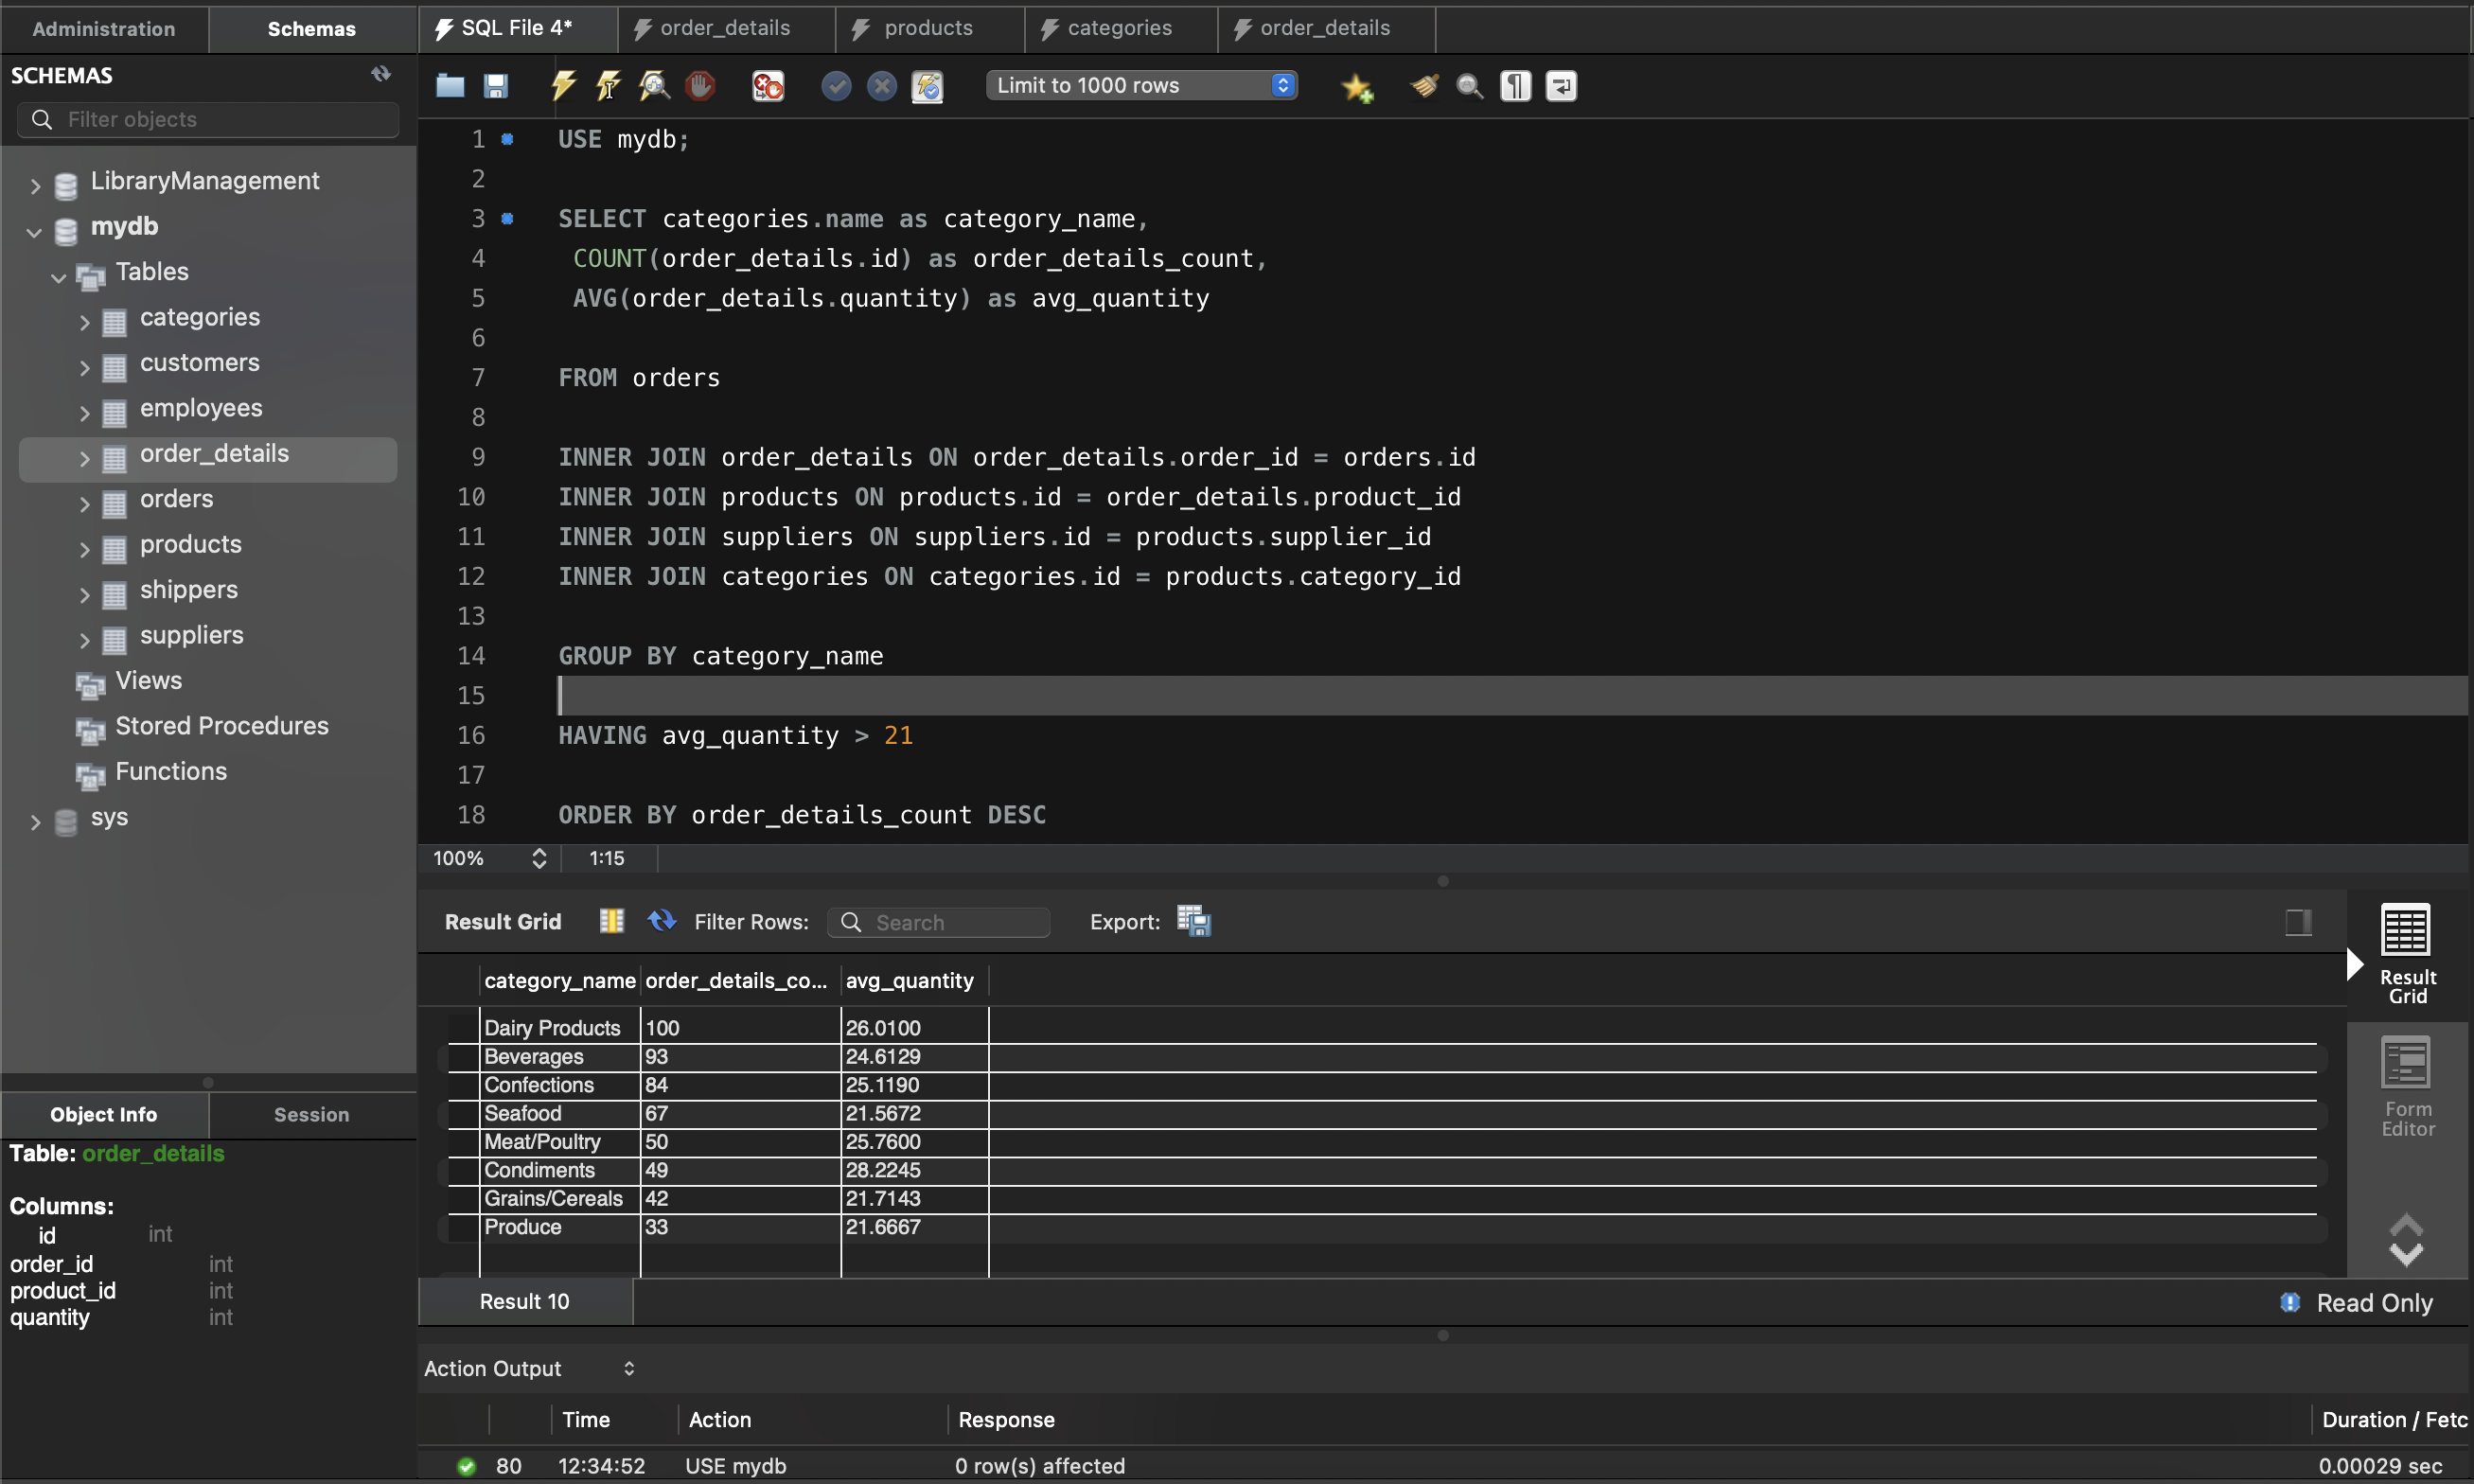 Administration
Schemas
SQL File 4*
order_details
products
categories
order_details
SCHEMAS
Filter objects
Limit to 1000 rows
LibraryManagement
mydb
Tables
categories
customers
employees
order_details
orders
products
shippers
suppliers
Views
Stored Procedures
Functions
sys
1 USE mydb;
2
3 SELECT categories.name as category_name,
4 COUNT(order_details.id) as order_details_count,
5 AVG(order_details.quantity) as avg_quantity
6
7 FROM orders
8
9 INNER JOIN order_details ON order_details.order_id = orders.id
10 INNER JOIN products ON products.id = order_details.product_id
11 INNER JOIN suppliers ON suppliers.id = products.supplier_id
12 INNER JOIN categories ON categories.id = products.category_id
13
14 GROUP BY category_name
15
16 HAVING avg_quantity > 21
17
18 ORDER BY order_details_count DESC
100% 1:15
Result Grid Filter Rows: Search Export:
category_name order_details_co... avg_quantity
Dairy Products 100 26.0100
Beverages 93 24.6129
Confections 84 25.1190
Seafood 67 21.5672
Meat/Poultry 50 25.7600
Condiments 49 28.2245
Grains/Cereals 42 21.7143
Produce 33 21.6667
Result
Grid
Form
Editor
Result 10
Read Only
Object Info
Session
Table: order_details
Columns:
id int
order_id int
product_id int
quantity int
Action Output
Time Action Response Duration / Fetc
80 12:34:52 USE mydb 0 row(s) affected 0.00029 sec